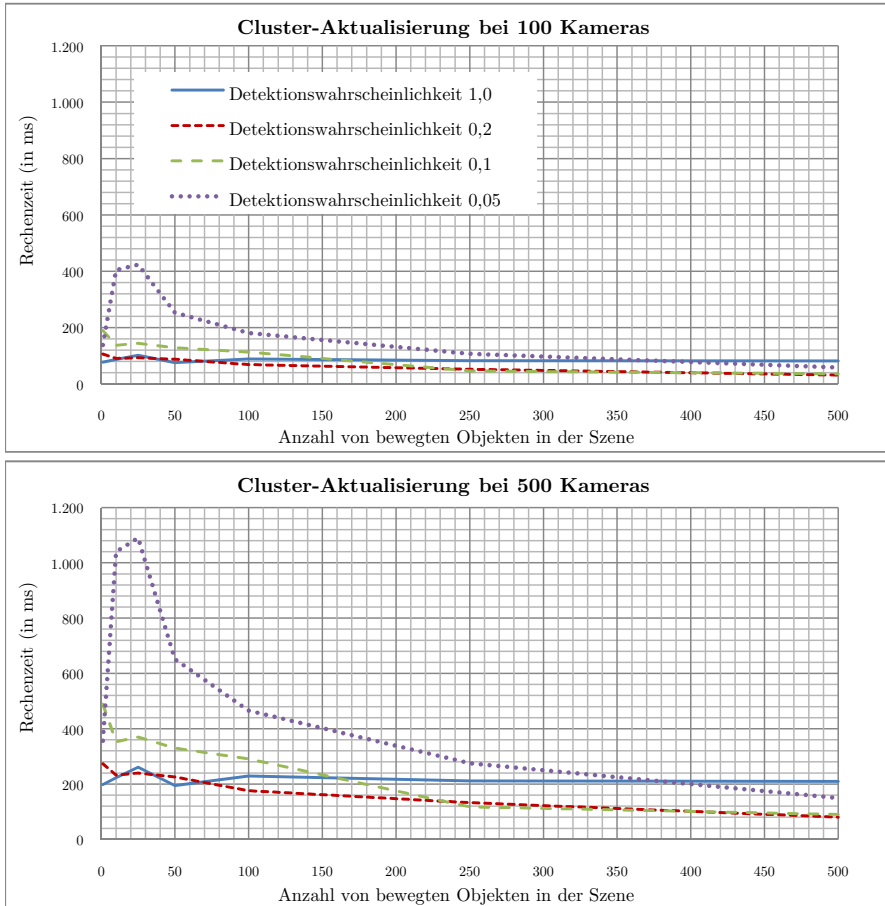 Cluster-Aktualisierung bei 100 Kameras
1.200
1.000
800
600
400
200
0
Rechenzeit (in ms)
Detektionswahrscheinlichkeit 1,0
Detektionswahrscheinlichkeit 0,2
Detektionswahrscheinlichkeit 0,1
Detektionswahrscheinlichkeit 0,05
0 50 100 150 200 250 300 350 400 450 500
Anzahl von bewegten Objekten in der Szene
Cluster-Aktualisierung bei 500 Kameras
1.200
1.000
800
600
400
200
0
Rechenzeit (in ms)
0 50 100 150 200 250 300 350 400 450 500
Anzahl von bewegten Objekten in der Szene